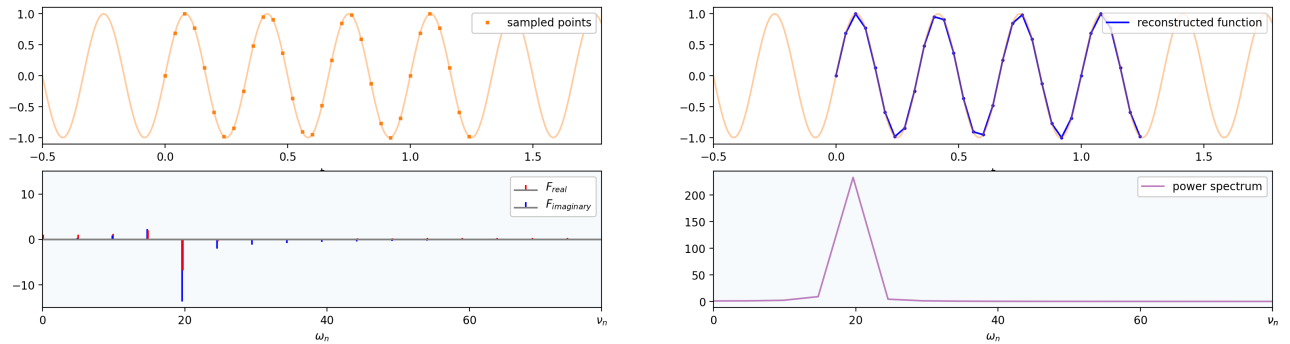 1.0
0.5
0.0
−0.5
−1.0
sampled points
−0.5 0.0 0.5 1.0 1.5
1.0
0.5
0.0
−0.5
−1.0
reconstructed function
−0.5 0.0 0.5 1.0 1.5
10
0
−10
F_real
F_imaginary
0 20 40 60 ν_n
ω_n
200
150
100
50
0
power spectrum
0 20 40 60 ν_n
ω_n